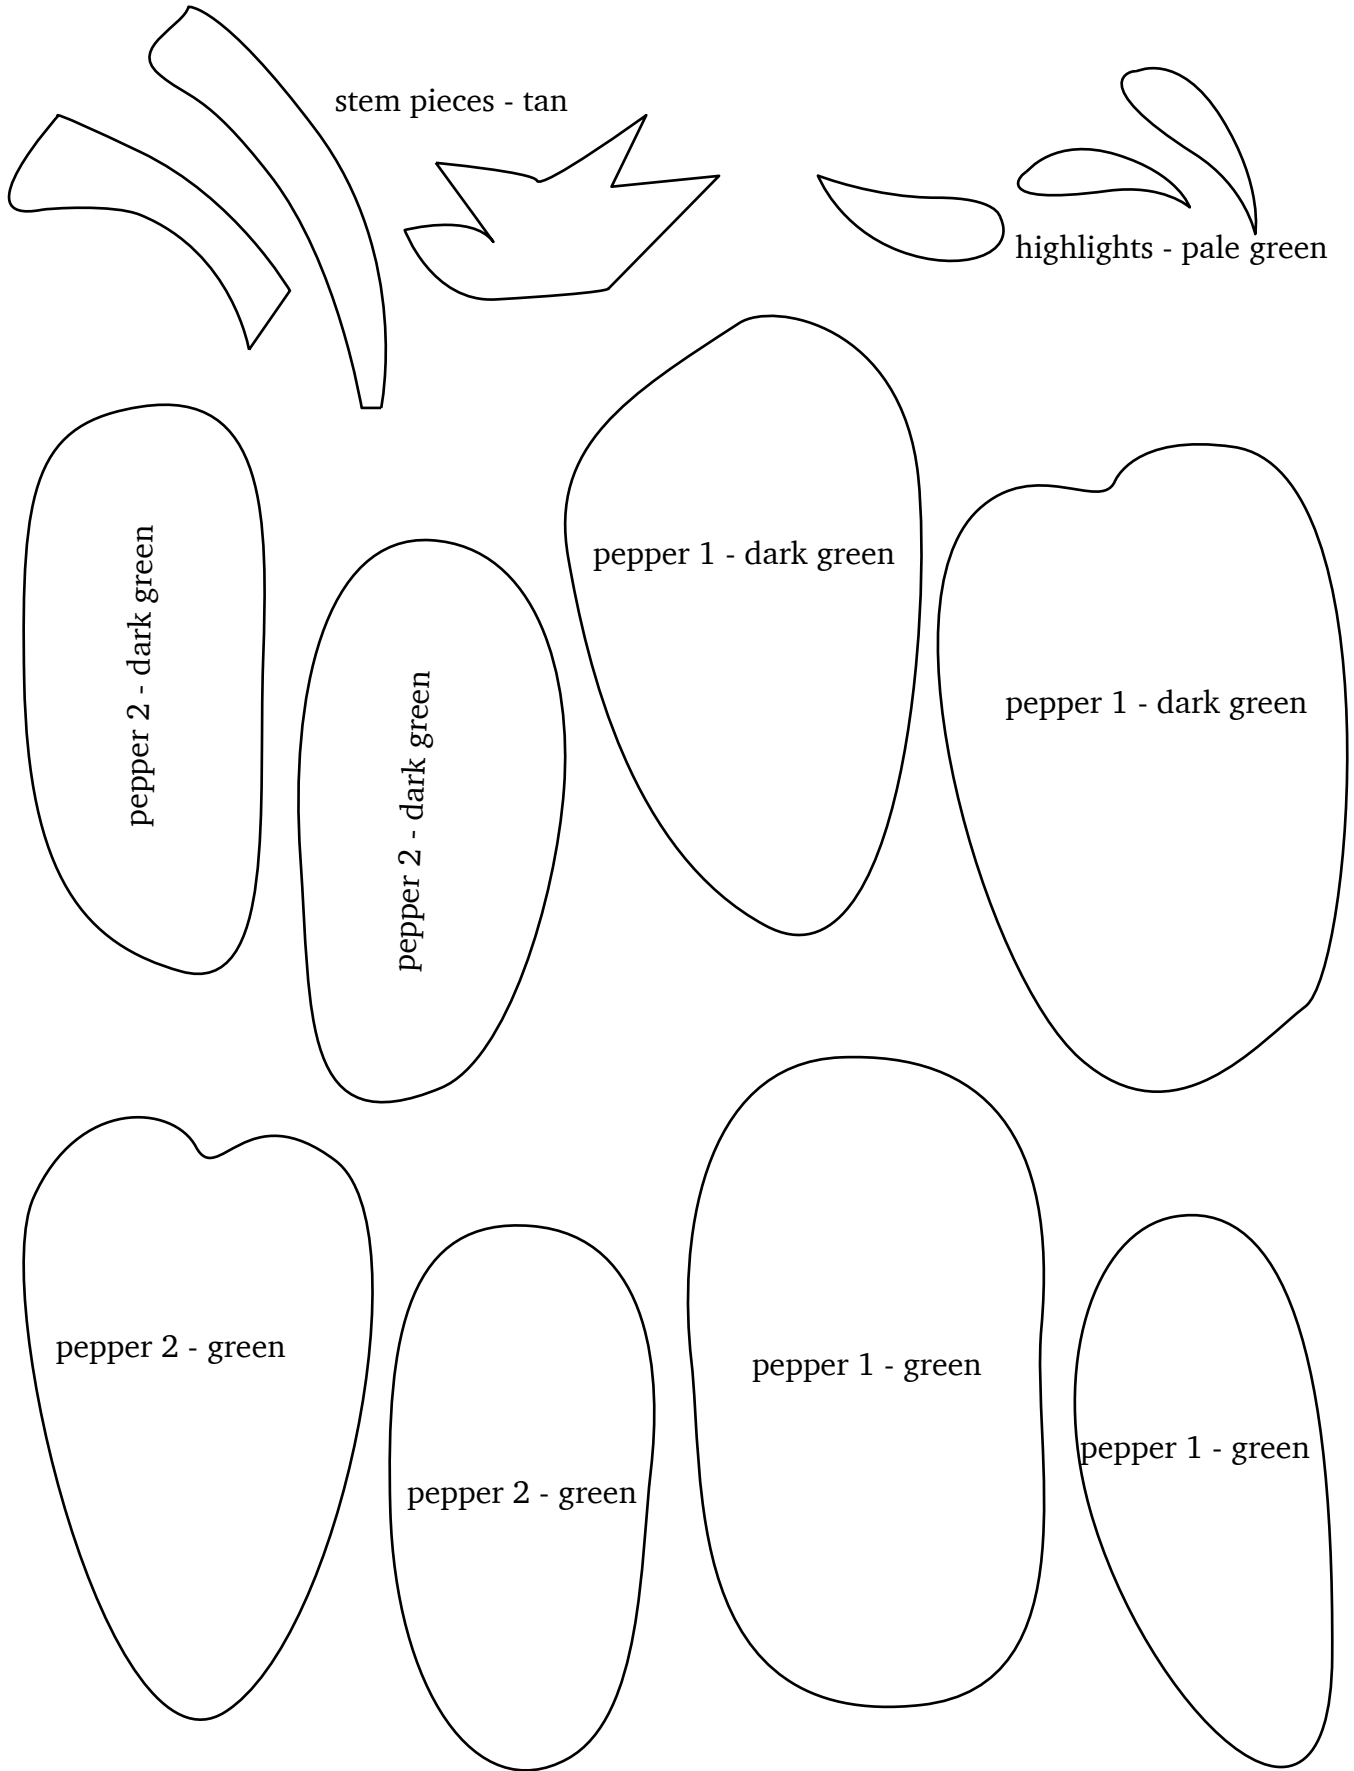 stem pieces - tan
highlights - pale green
pepper 2 - dark green
pepper 2 - dark green
pepper 1 - dark green
pepper 1 - dark green
pepper 2 - green
pepper 2 - green
pepper 1 - green
pepper 1 - green